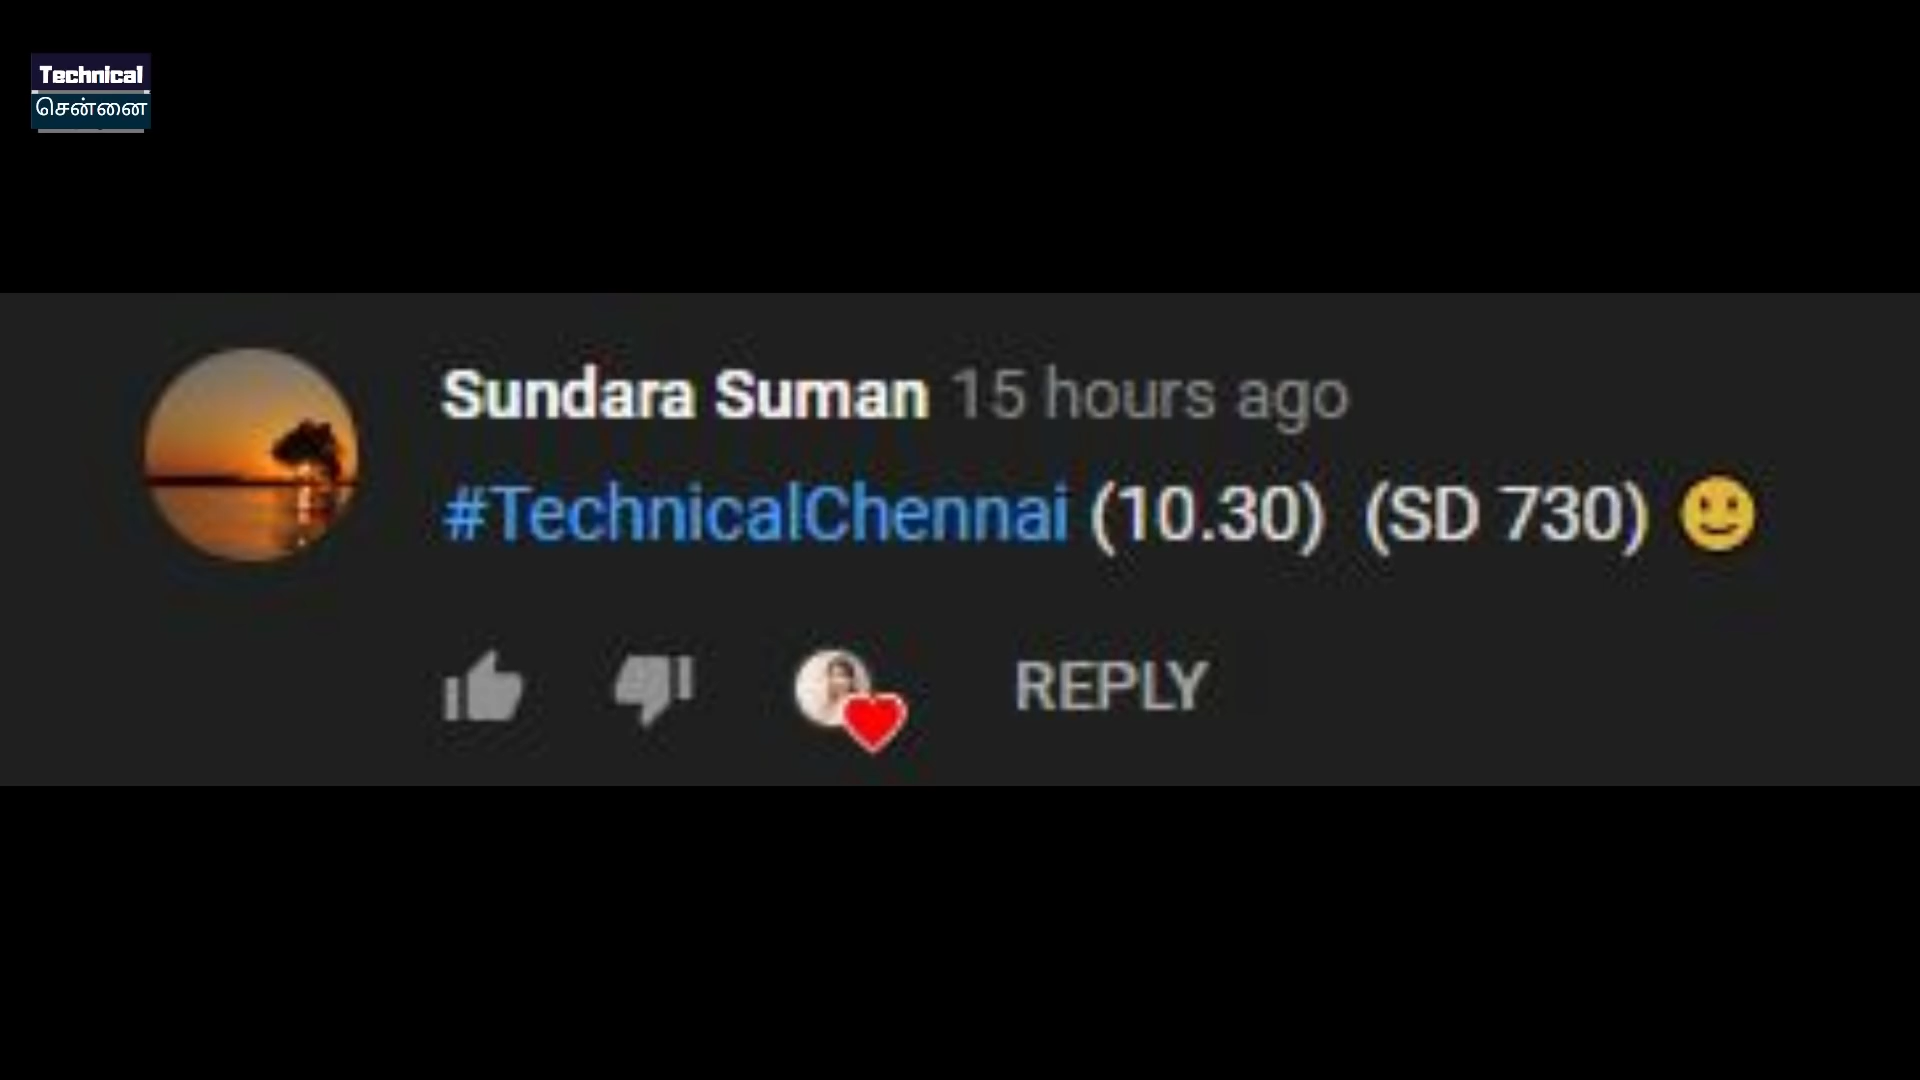 Technical
சென்னை
Sundara Suman 15 hours ago
#TechnicalChennai (10.30) (SD 730) 🙂
REPLY